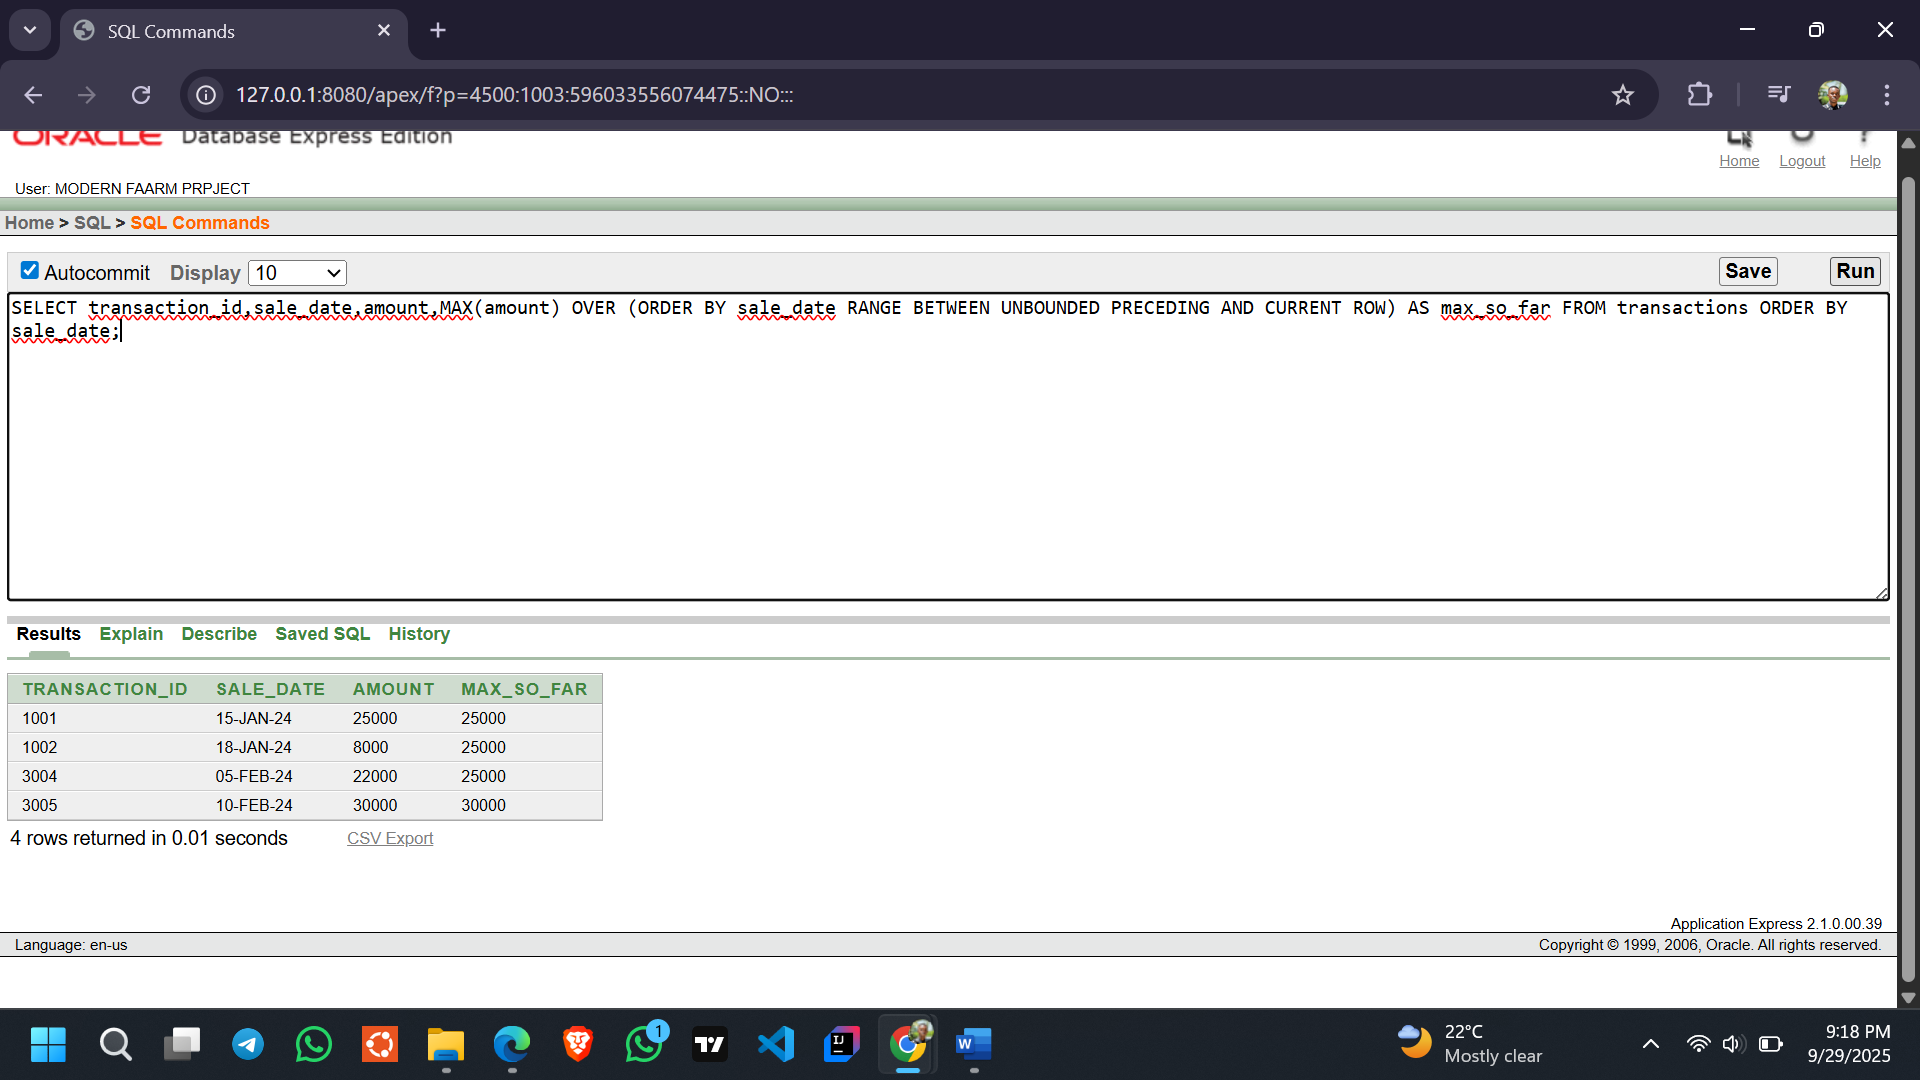 SQL Commands
127.0.0.1:8080/apex/f?p=4500:1003:596033556074475::NO:::
ORACLE Database Express Edition
Home Logout Help
User: MODERN FAARM PRPJECT
Home > SQL > SQL Commands
Autocommit Display 10 Save Run
SELECT transaction_id,sale_date,amount,MAX(amount) OVER (ORDER BY sale_date RANGE BETWEEN UNBOUNDED PRECEDING AND CURRENT ROW) AS max_so_far FROM transactions ORDER BY
sale_date;
Results Explain Describe Saved SQL History
TRANSACTION_ID SALE_DATE AMOUNT MAX_SO_FAR
1001 15-JAN-24 25000 25000
1002 18-JAN-24 8000 25000
3004 05-FEB-24 22000 25000
3005 10-FEB-24 30000 30000
4 rows returned in 0.01 seconds CSV Export
Application Express 2.1.0.00.39
Language: en-us Copyright © 1999, 2006, Oracle. All rights reserved.
1
IJ
W
22°C
Mostly clear
9:18 PM
9/29/2025